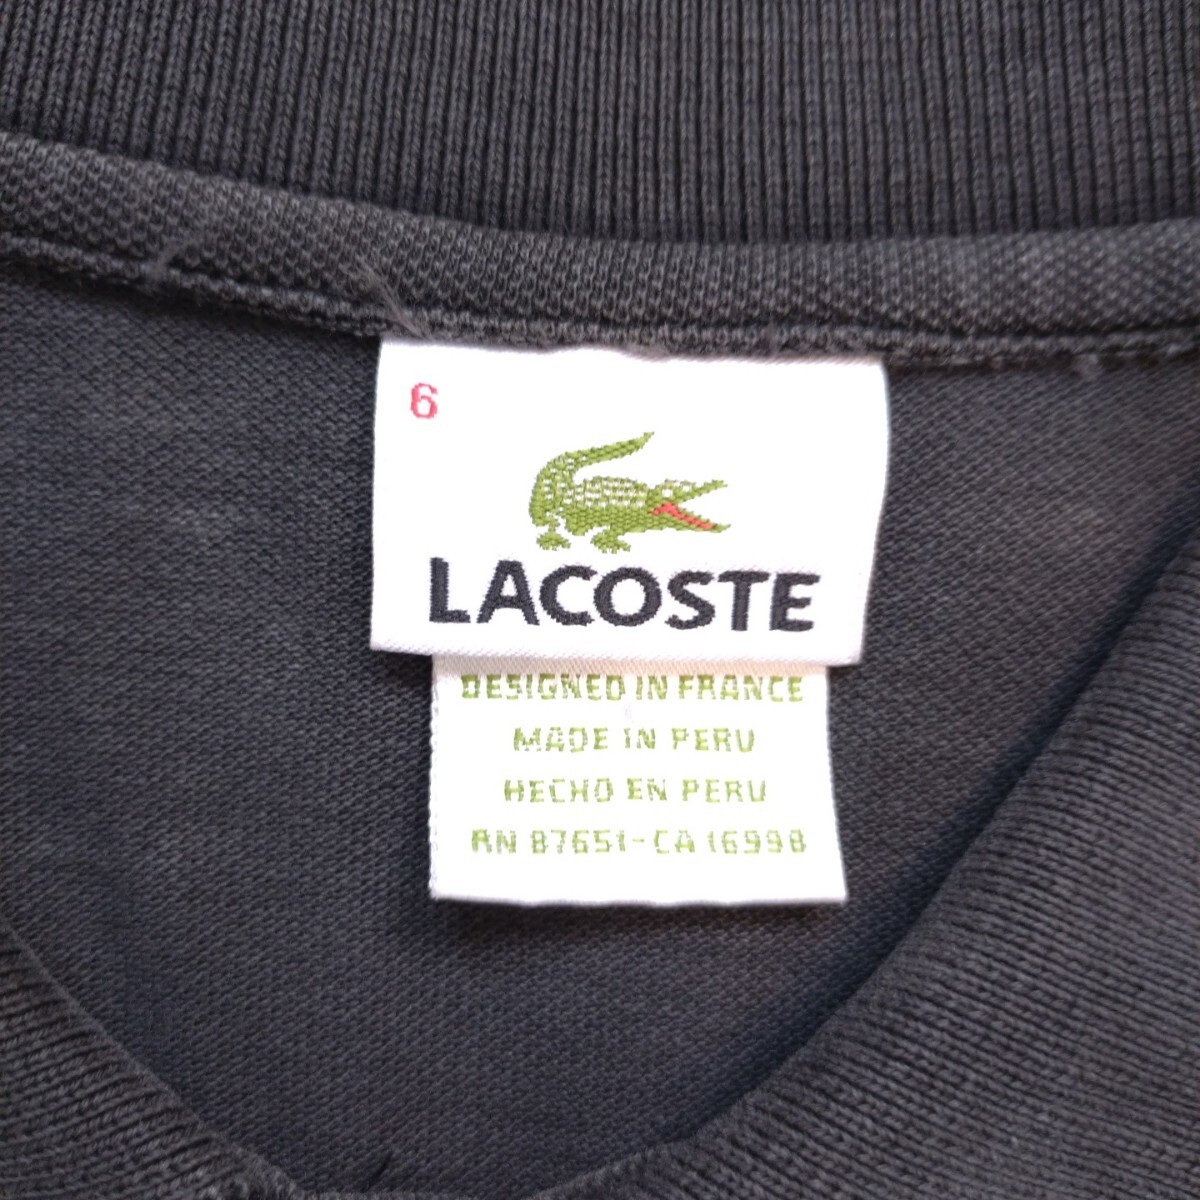 6
LACOSTE
DESIGNED IN FRANCE
MADE IN PERU
HECHO EN PERU
RN 87651-CA 16998